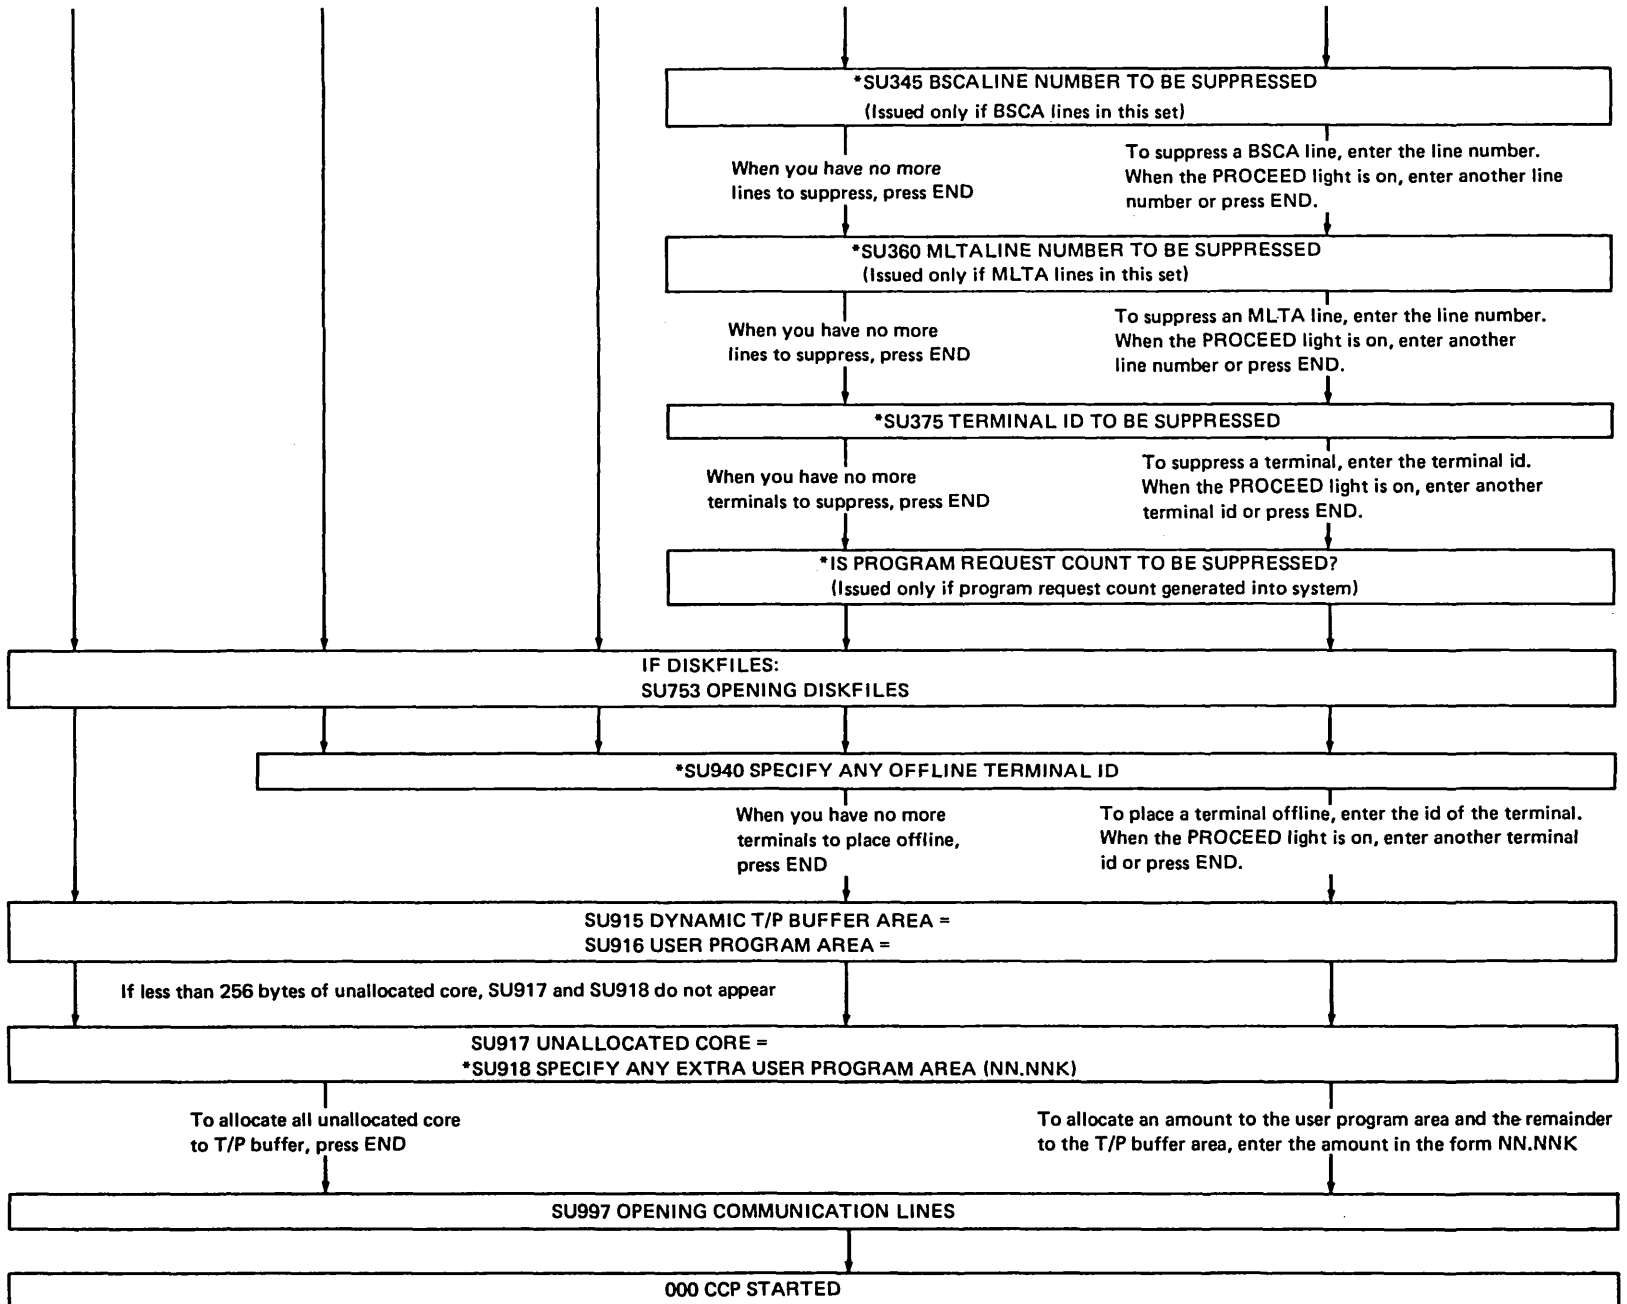 *SU345 BSCALINE NUMBER TO BE SUPPRESSED
(Issued only if BSCA lines in this set)
When you have no more
lines to suppress, press END
To suppress a BSCA line, enter the line number.
When the PROCEED light is on, enter another line
number or press END.
*SU360 MLTALINE NUMBER TO BE SUPPRESSED
(Issued only if MLTA lines in this set)
When you have no more
lines to suppress, press END
To suppress an MLTA line, enter the line number.
When the PROCEED light is on, enter another
line number or press END.
*SU375 TERMINAL ID TO BE SUPPRESSED
When you have no more
terminals to suppress, press END
To suppress a terminal, enter the terminal id.
When the PROCEED light is on, enter another
terminal id or press END.
*IS PROGRAM REQUEST COUNT TO BE SUPPRESSED?
(Issued only if program request count generated into system)
IF DISKFILES:
SU753 OPENING DISKFILES
*SU940 SPECIFY ANY OFFLINE TERMINAL ID
When you have no more
terminals to place offline,
press END
To place a terminal offline, enter the id of the terminal.
When the PROCEED light is on, enter another terminal
id or press END.
SU915 DYNAMIC T/P BUFFER AREA =
SU916 USER PROGRAM AREA =
If less than 256 bytes of unallocated core, SU917 and SU918 do not appear
SU917 UNALLOCATED CORE =
*SU918 SPECIFY ANY EXTRA USER PROGRAM AREA (NN.NNK)
To allocate all unallocated core
to T/P buffer, press END
To allocate an amount to the user program area and the remainder
to the T/P buffer area, enter the amount in the form NN.NNK
SU997 OPENING COMMUNICATION LINES
000 CCP STARTED